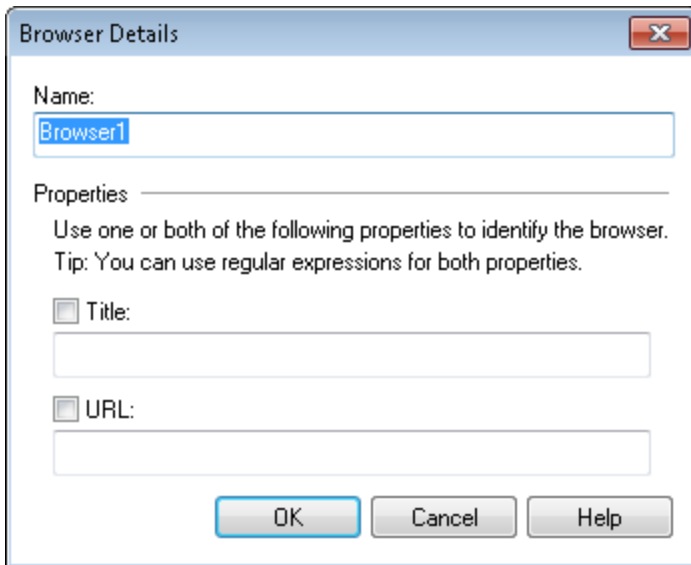 Browser Details
Name:
Browser1
Properties
Use one or both of the following properties to identify the browser.
Tip: You can use regular expressions for both properties.
Title:
URL:
OK Cancel Help